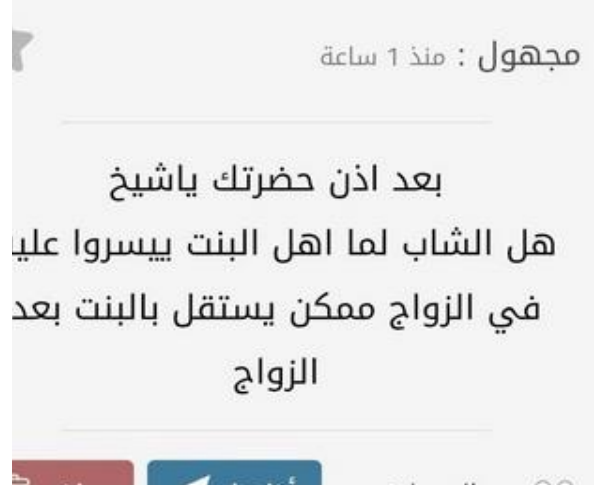 مجهول : منذ 1 ساعة
بعد اذن حضرتك ياشيخ
هل الشاب لما اهل البنت ييسروا عليه
في الزواج ممكن يستقل بالبنت بعد
الزواج